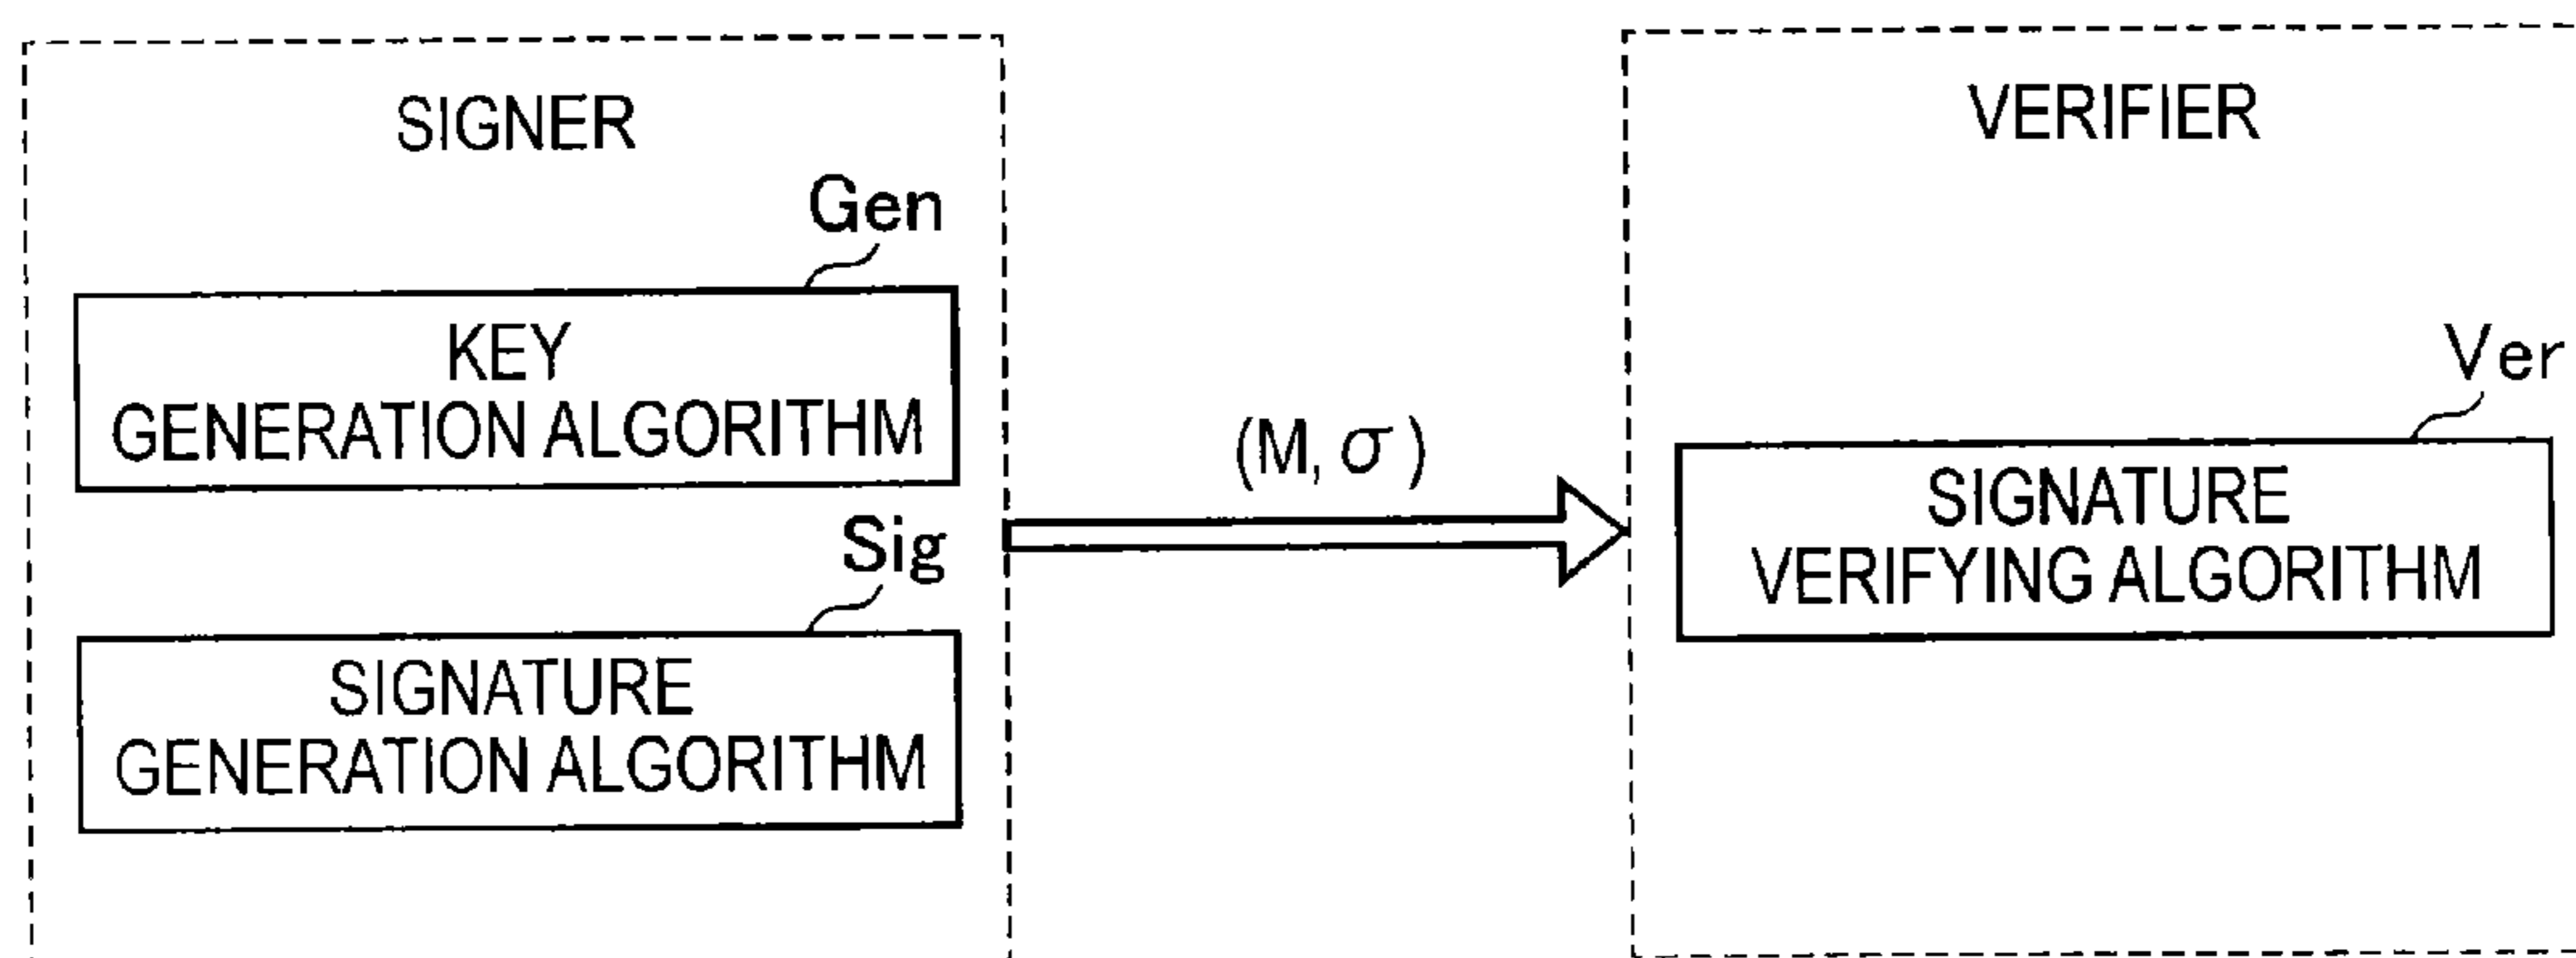 SIGNER
Gen
KEY
GENERATION ALGORITHM
Sig
SIGNATURE
GENERATION ALGORITHM
(M, σ)
VERIFIER
Ver
SIGNATURE
VERIFYING ALGORITHM